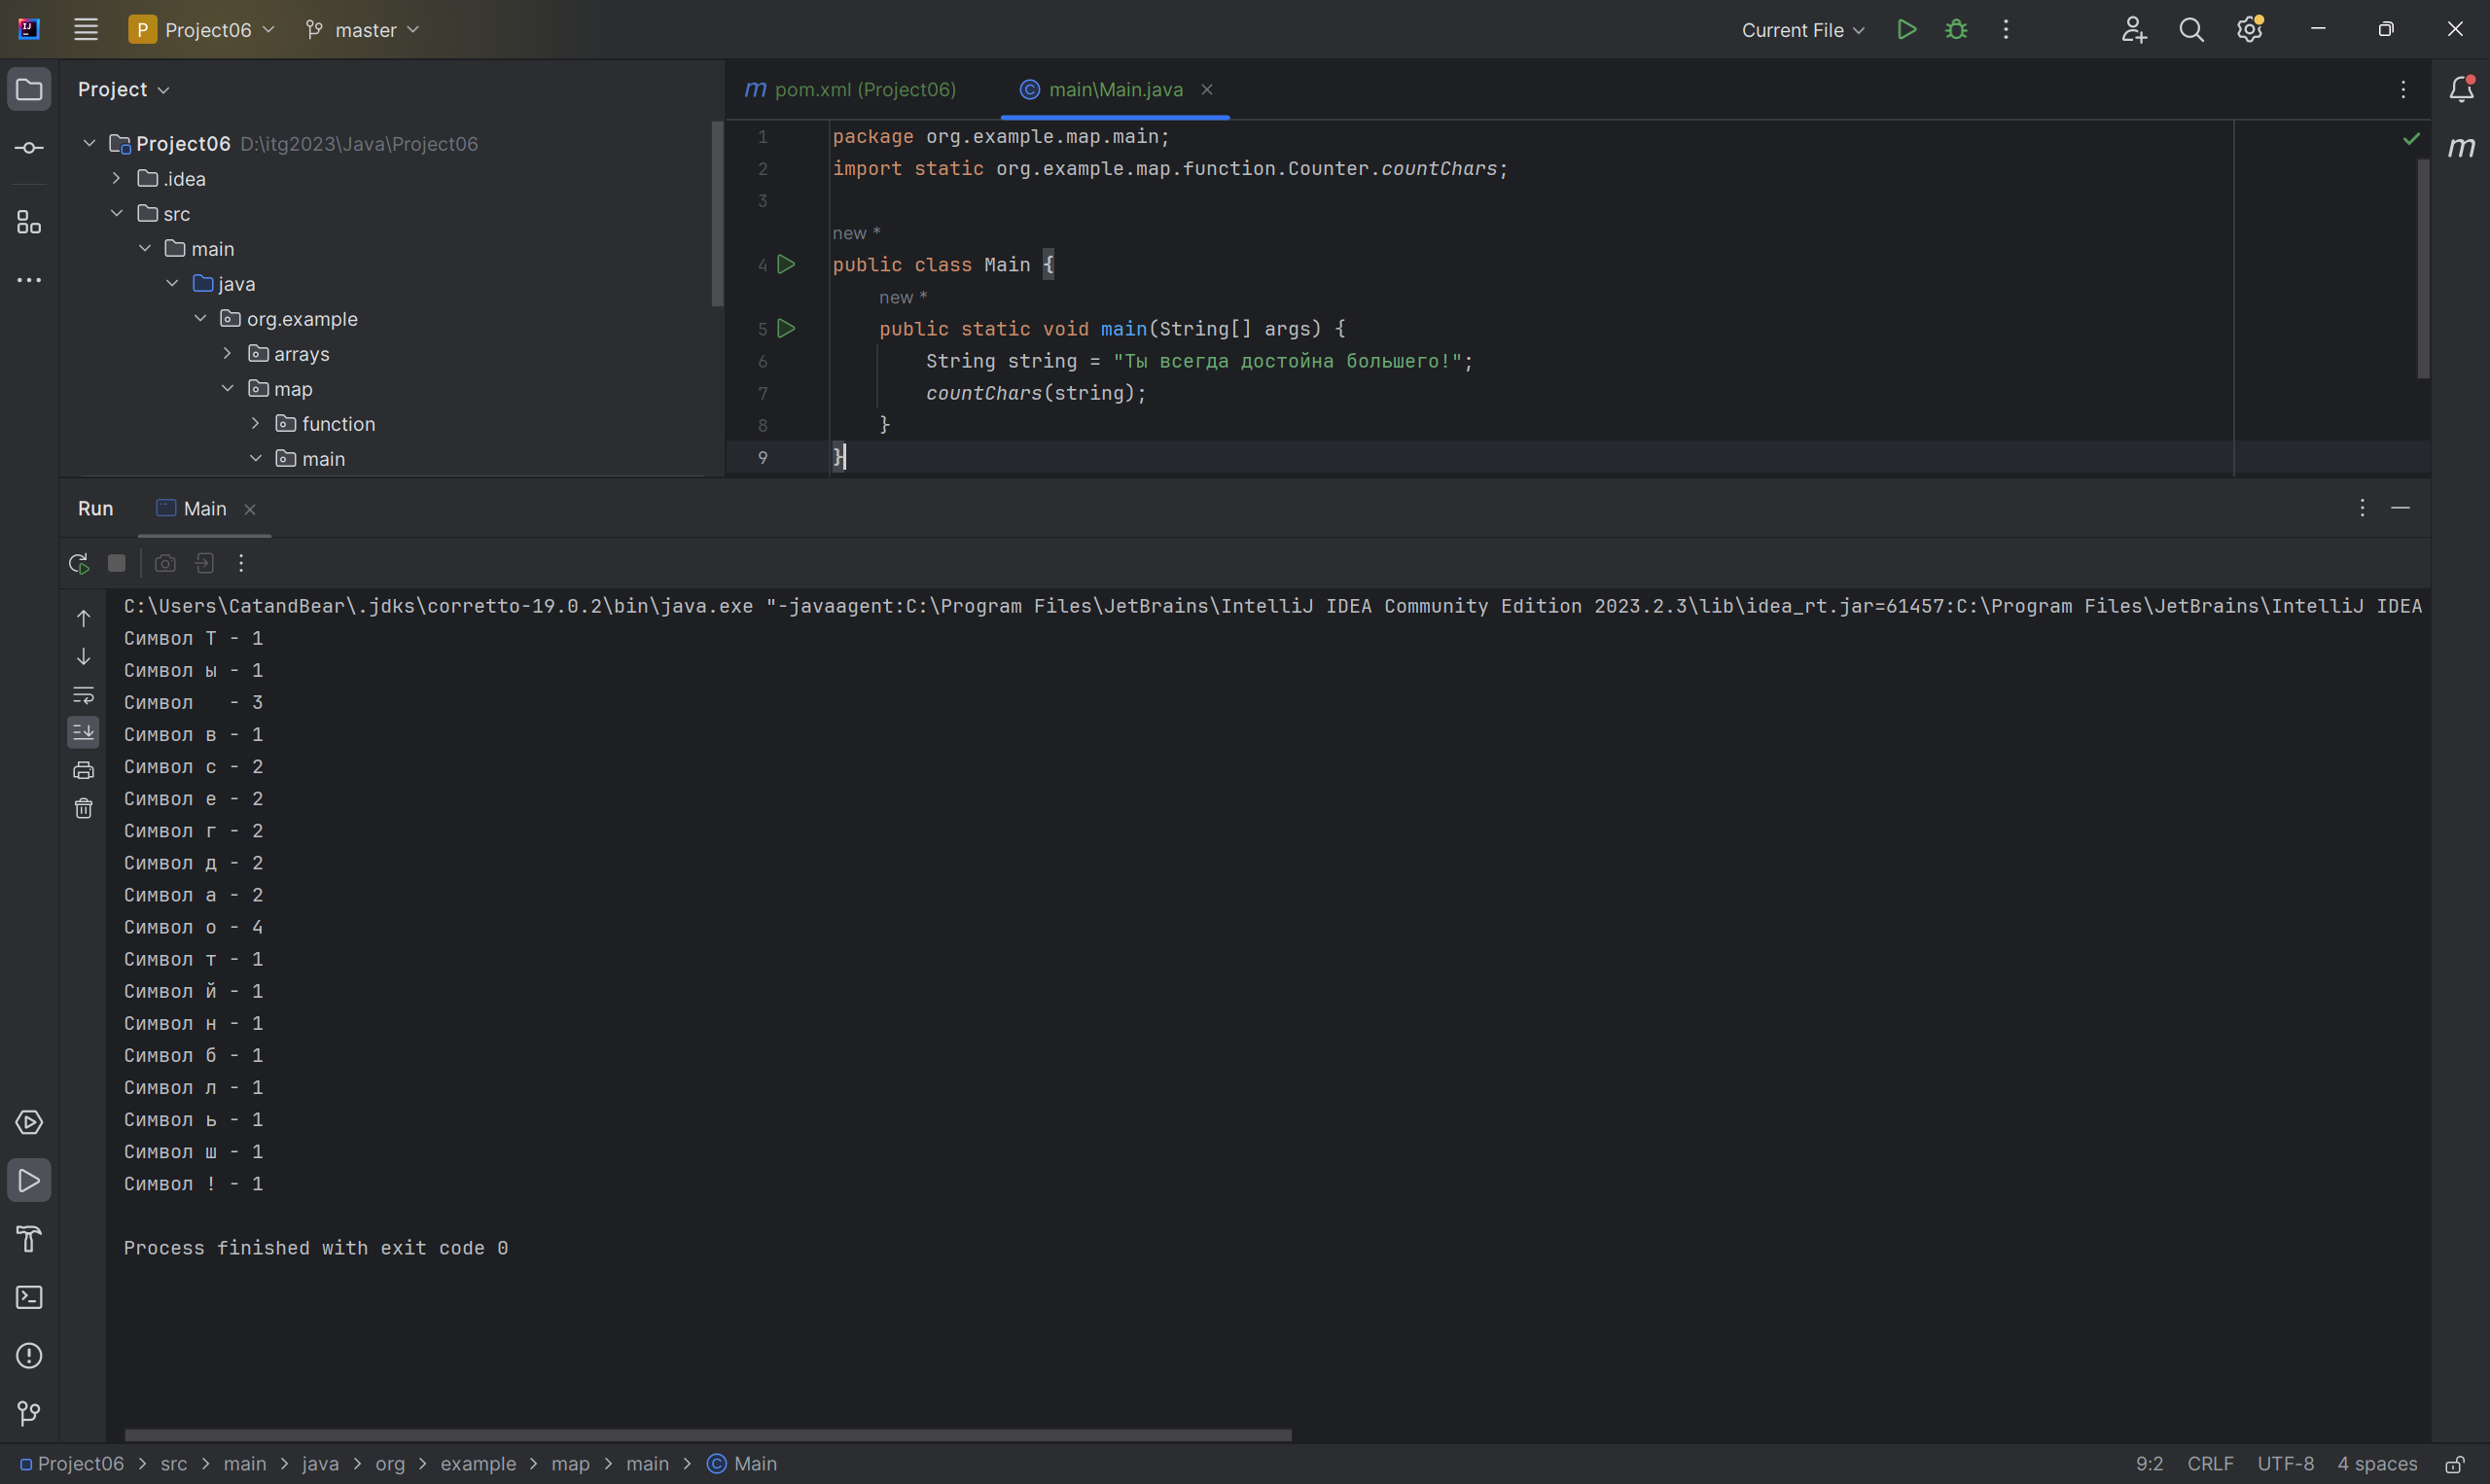 Project06 master Current File
Project
Project06 D:\itg2023\Java\Project06
.idea
src
main
java
org.example
arrays
map
function
main
pom.xml (Project06) main\Main.java
1 package org.example.map.main;
2 import static org.example.map.function.Counter.countChars;
3
new *
4 public class Main {
new *
5 public static void main(String[] args) {
6 String string = "Ты всегда достойна большего!";
7 countChars(string);
8 }
9 }
Run Main
C:\Users\CatandBear\.jdks\corretto-19.0.2\bin\java.exe "-javaagent:C:\Program Files\JetBrains\IntelliJ IDEA Community Edition 2023.2.3\lib\idea_rt.jar=61457:C:\Program Files\JetBrains\IntelliJ IDEA
Символ Т - 1
Символ ы - 1
Символ   - 3
Символ в - 1
Символ с - 2
Символ е - 2
Символ г - 2
Символ д - 2
Символ а - 2
Символ о - 4
Символ т - 1
Символ й - 1
Символ н - 1
Символ б - 1
Символ л - 1
Символ ь - 1
Символ ш - 1
Символ ! - 1
Process finished with exit code 0
Project06 > src > main > java > org > example > map > main > Main 9:2 CRLF UTF-8 4 spaces